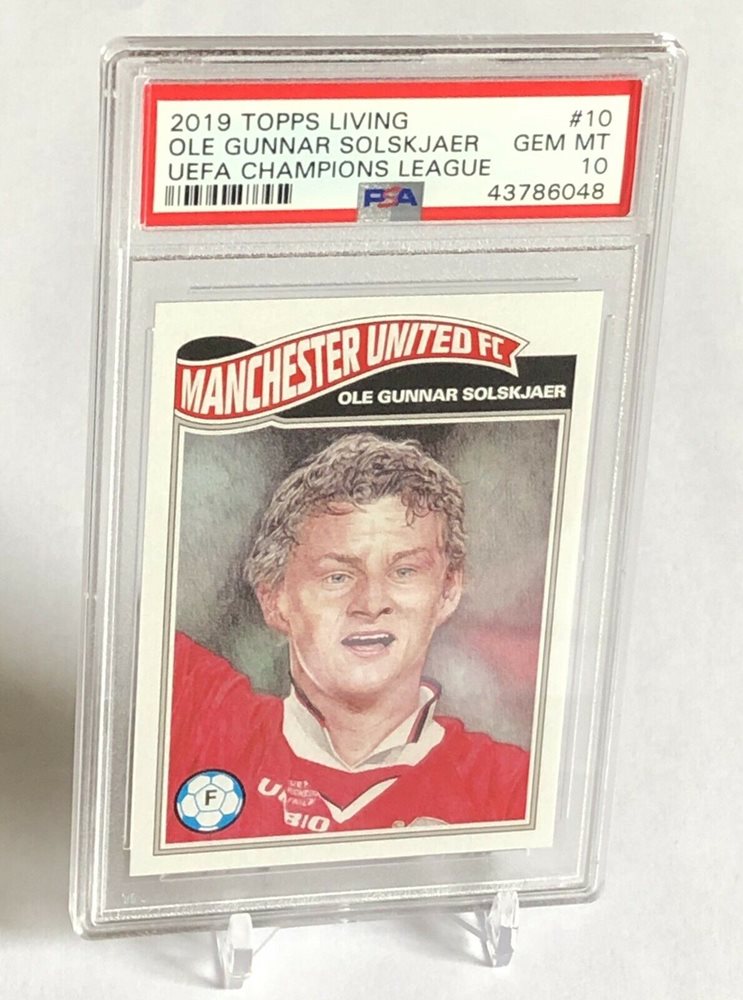 2019 TOPPS LIVING #10
OLE GUNNAR SOLSKJAER GEM MT
UEFA CHAMPIONS LEAGUE 10
PSA 43786048
MANCHESTER UNITED FC
OLE GUNNAR SOLSKJAER
F